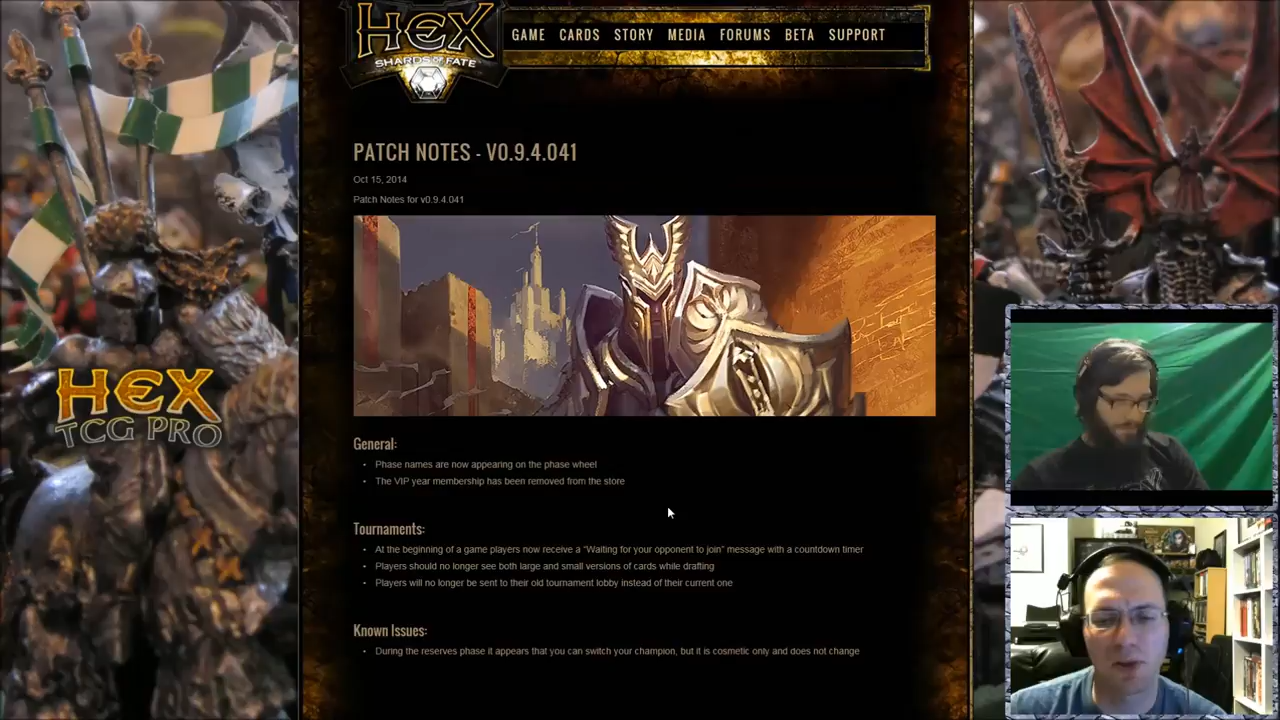 HEX
SHARDS OF FATE
GAME CARDS STORY MEDIA FORUMS BETA SUPPORT
PATCH NOTES - V0.9.4.041
Oct 15, 2014
Patch Notes for v0.9.4.041
General:
• Phase names are now appearing on the phase wheel
• The VIP year membership has been removed from the store
Tournaments:
• At the beginning of a game players now receive a "Waiting for your opponent to join" message with a countdown timer
• Players should no longer see both large and small versions of cards while drafting
• Players will no longer be sent to their old tournament lobby instead of their current one
Known Issues:
• During the reserves phase it appears that you can switch your champion, but it is cosmetic only and does not change
HEX
TCG PRO